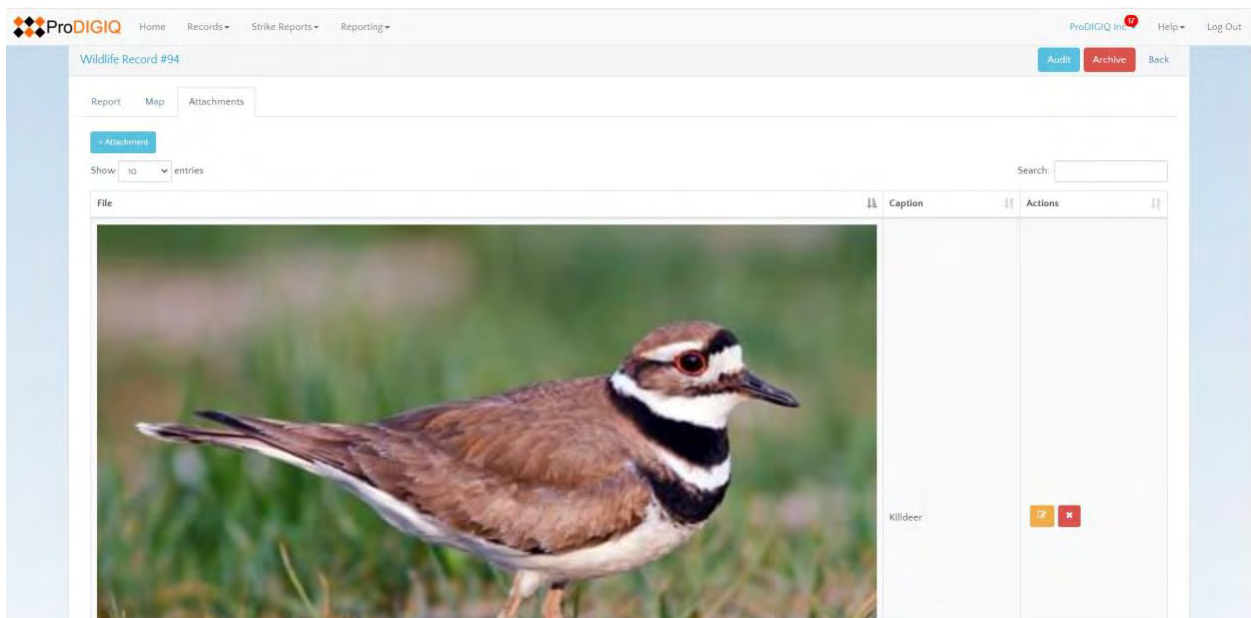 ProDIGIQ Home Records Strike Reports Reporting ProDIGIQ Inc. 17 Help Log Out
Wildlife Record #94 Audit Archive Back
Report Map Attachments
+ Attachment
Show 10 entries Search:
File Caption Actions
Killdeer